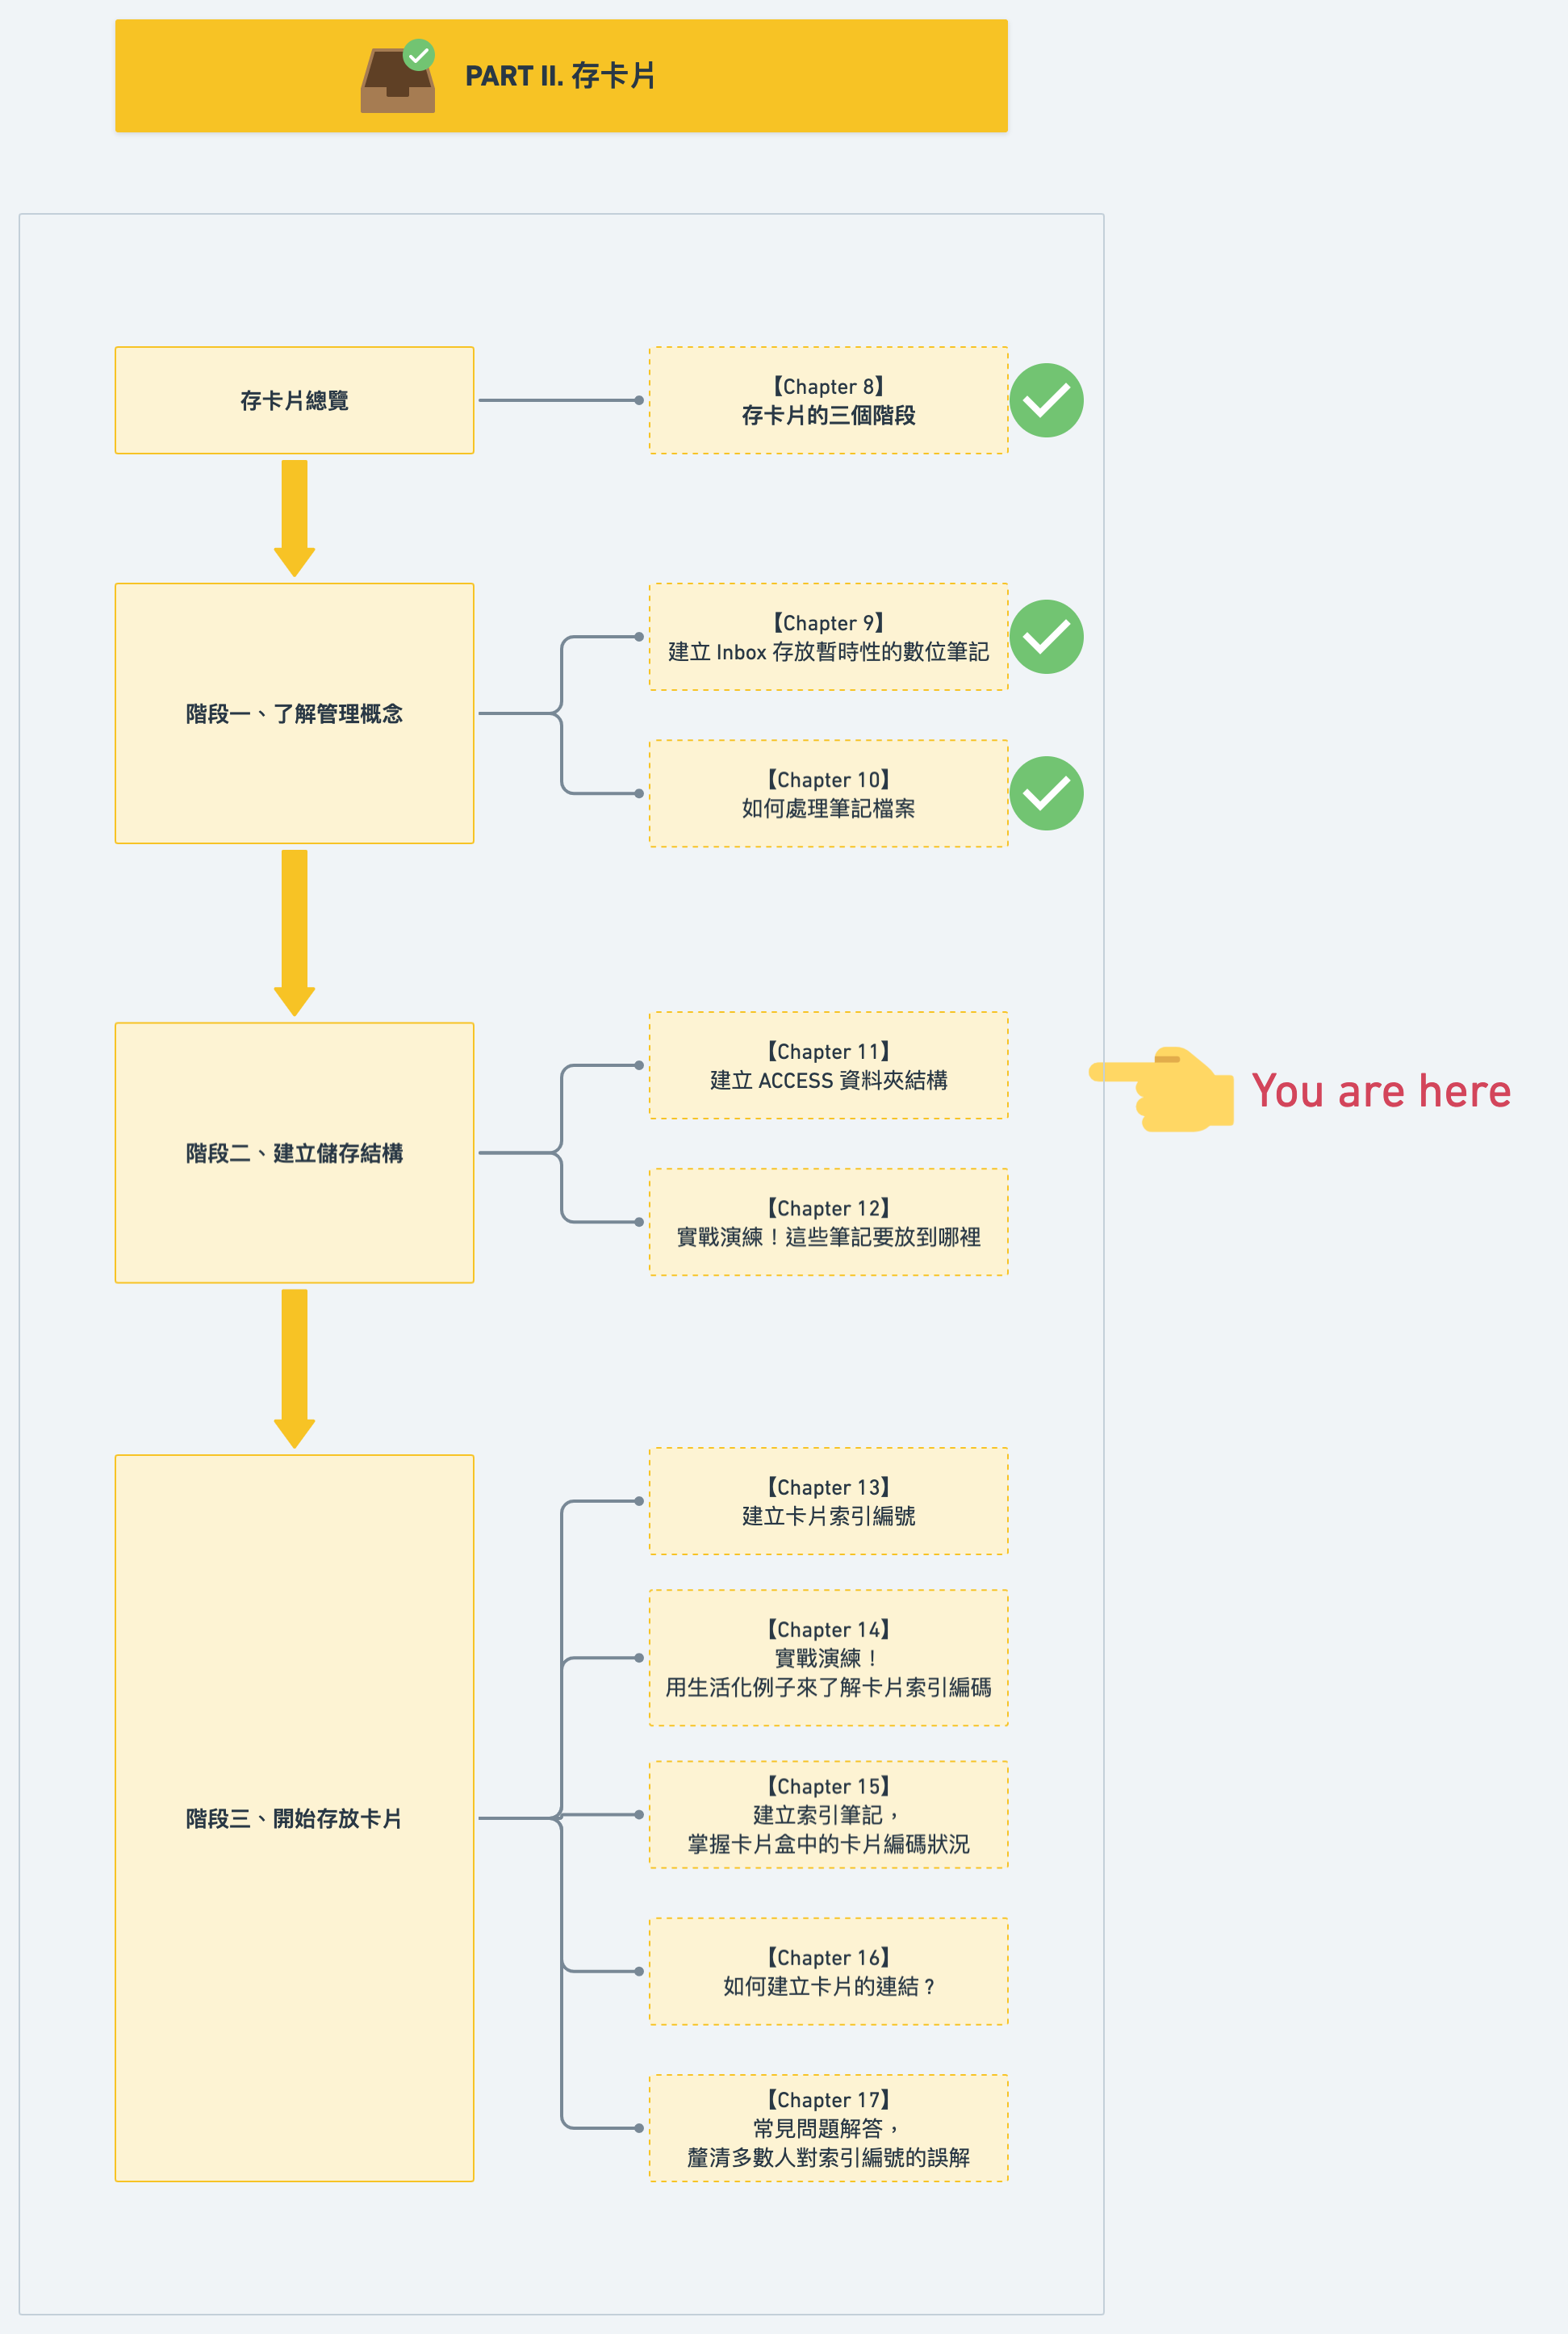 PART II. 存卡片
存卡片總覽
【Chapter 8】
存卡片的三個階段
階段一、了解管理概念
【Chapter 9】
建立 Inbox 存放暫時性的數位筆記
【Chapter 10】
如何處理筆記檔案
階段二、建立儲存結構
【Chapter 11】
建立 ACCESS 資料夾結構
You are here
【Chapter 12】
實戰演練！這些筆記要放到哪裡
階段三、開始存放卡片
【Chapter 13】
建立卡片索引編號
【Chapter 14】
實戰演練！
用生活化例子來了解卡片索引編碼
【Chapter 15】
建立索引筆記，
掌握卡片盒中的卡片編碼狀況
【Chapter 16】
如何建立卡片的連結？
【Chapter 17】
常見問題解答，
釐清多數人對索引編號的誤解